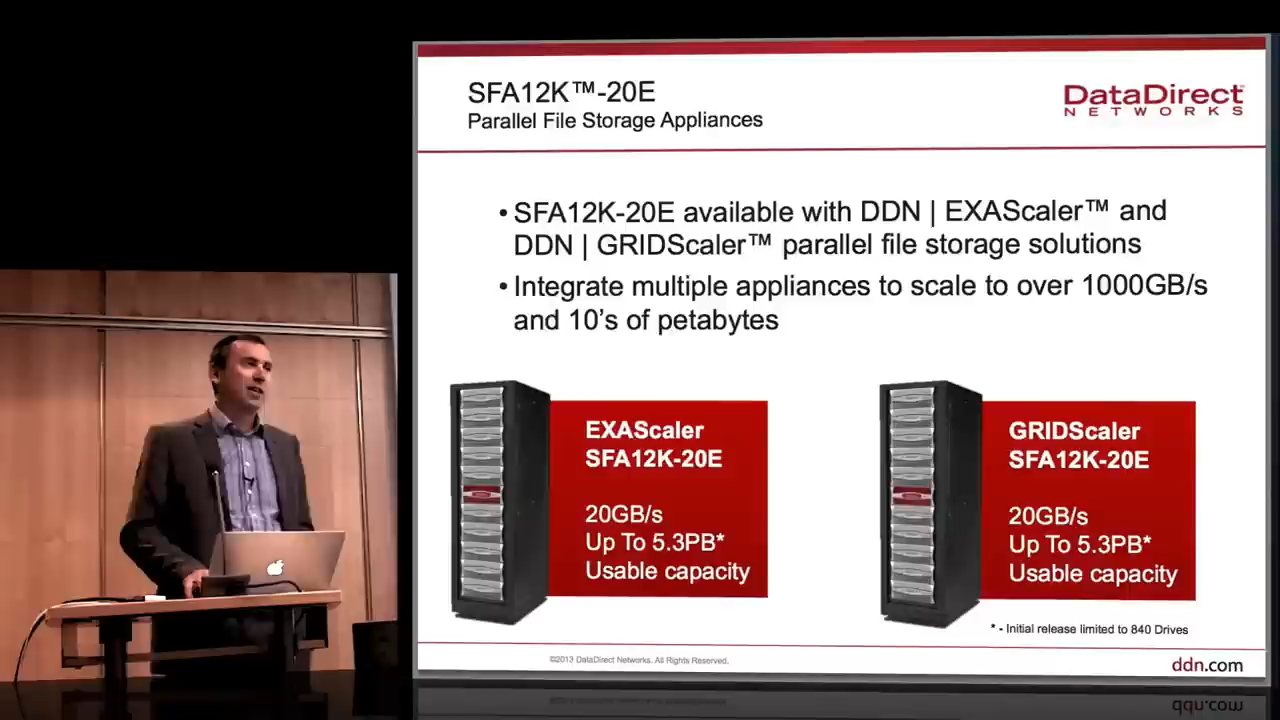 SFA12K™-20E
Parallel File Storage Appliances
DataDirect
NETWORKS
• SFA12K-20E available with DDN | EXAScaler™ and
DDN | GRIDScaler™ parallel file storage solutions
• Integrate multiple appliances to scale to over 1000GB/s
and 10's of petabytes
EXAScaler
SFA12K-20E
20GB/s
Up To 5.3PB*
Usable capacity
GRIDScaler
SFA12K-20E
20GB/s
Up To 5.3PB*
Usable capacity
* - Initial release limited to 840 Drives
©2013 DataDirect Networks. All Rights Reserved.
ddn.com